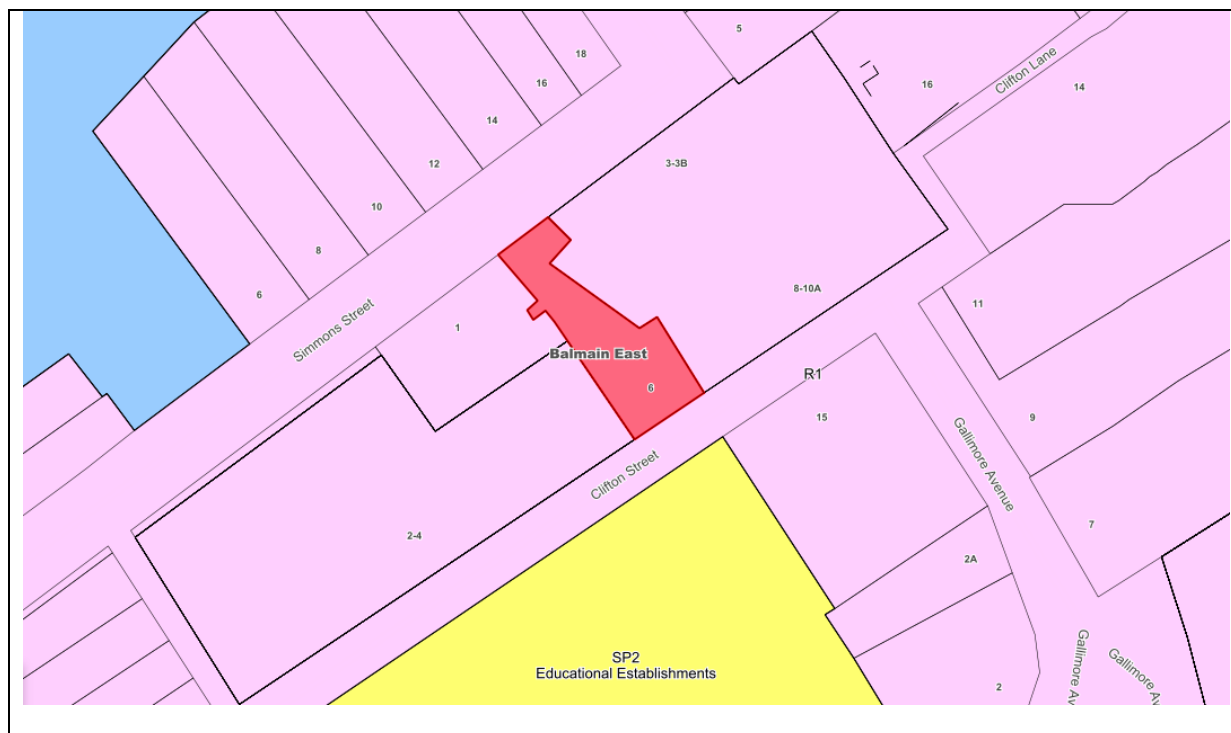 5
18
16
14
12
10
8
6
16
Clifton Lane
14
3-3B
8-10A
Simmons Street
1
Balmain East
6
11
R1
15
9
Gallimore Avenue
Clifton Street
2-4
7
2A
SP2
Educational Establishments
2
Gallimore Av
Gallimore Av